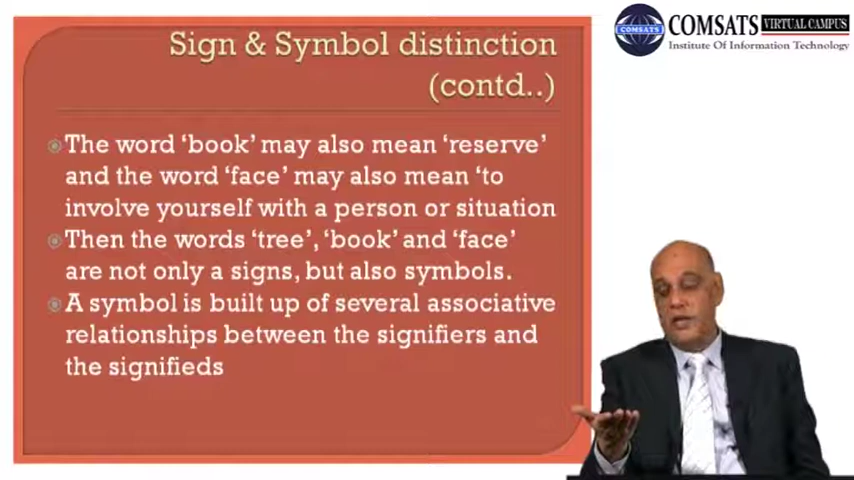 Sign & Symbol distinction
(contd..)
The word ‘book’ may also mean ‘reserve’
and the word ‘face’ may also mean ‘to
involve yourself with a person or situation
Then the words ‘tree’, ‘book’ and ‘face’
are not only a signs, but also symbols.
A symbol is built up of several associative
relationships between the signifiers and
the signifieds
COMSATS
COMSATS VIRTUAL CAMPUS
Institute Of Information Technology